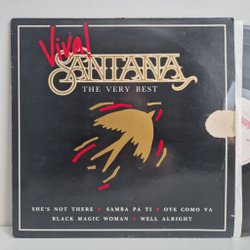 Viva!
SANTANA
THE VERY BEST
SHE'S NOT THERE • SAMBA PA TI • OYE COMO VA
BLACK MAGIC WOMAN • WELL ALRIGHT